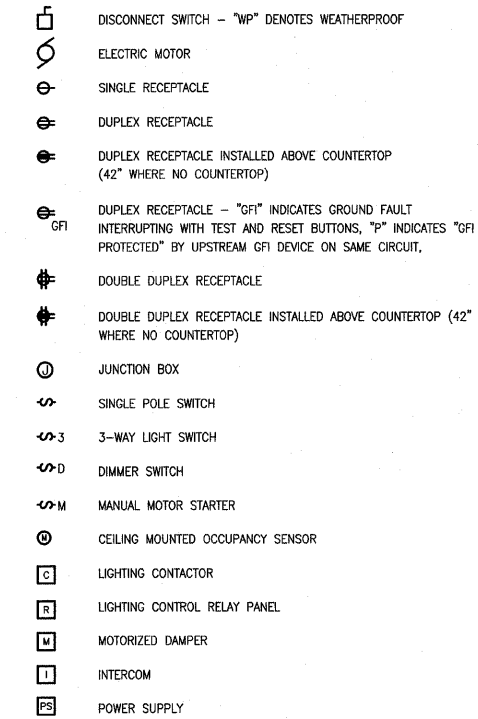 DISCONNECT SWITCH – "WP" DENOTES WEATHERPROOF
ELECTRIC MOTOR
SINGLE RECEPTACLE
DUPLEX RECEPTACLE
DUPLEX RECEPTACLE INSTALLED ABOVE COUNTERTOP
(42" WHERE NO COUNTERTOP)
DUPLEX RECEPTACLE – "GFI" INDICATES GROUND FAULT
GFI INTERRUPTING WITH TEST AND RESET BUTTONS, "P" INDICATES "GFI
PROTECTED" BY UPSTREAM GFI DEVICE ON SAME CIRCUIT,
DOUBLE DUPLEX RECEPTACLE
DOUBLE DUPLEX RECEPTACLE INSTALLED ABOVE COUNTERTOP (42"
WHERE NO COUNTERTOP)
J JUNCTION BOX
SINGLE POLE SWITCH
3 3-WAY LIGHT SWITCH
D DIMMER SWITCH
M MANUAL MOTOR STARTER
M CEILING MOUNTED OCCUPANCY SENSOR
C LIGHTING CONTACTOR
R LIGHTING CONTROL RELAY PANEL
M MOTORIZED DAMPER
I INTERCOM
PS POWER SUPPLY